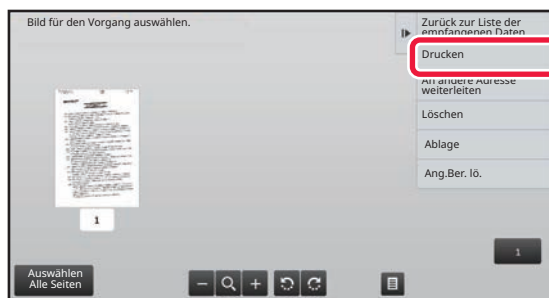 Bild für den Vorgang auswählen.
Zurück zur Liste der
empfangenen Daten
Drucken
An andere Adresse
weiterleiten
Löschen
Ablage
Ang.Ber. lö.
1
1
Auswählen
Alle Seiten